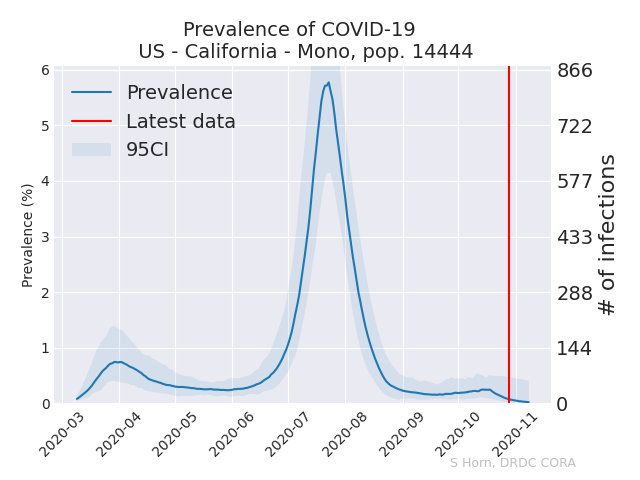 Prevalence of COVID-19
US - California - Mono, pop. 14444
Prevalence
Latest data
95CI
Prevalence (%)
6
5
4
3
2
1
0
866
722
577
433
288
144
0
# of infections
2020-03
2020-04
2020-05
2020-06
2020-07
2020-08
2020-09
2020-10
2020-11
S Horn, DRDC CORA